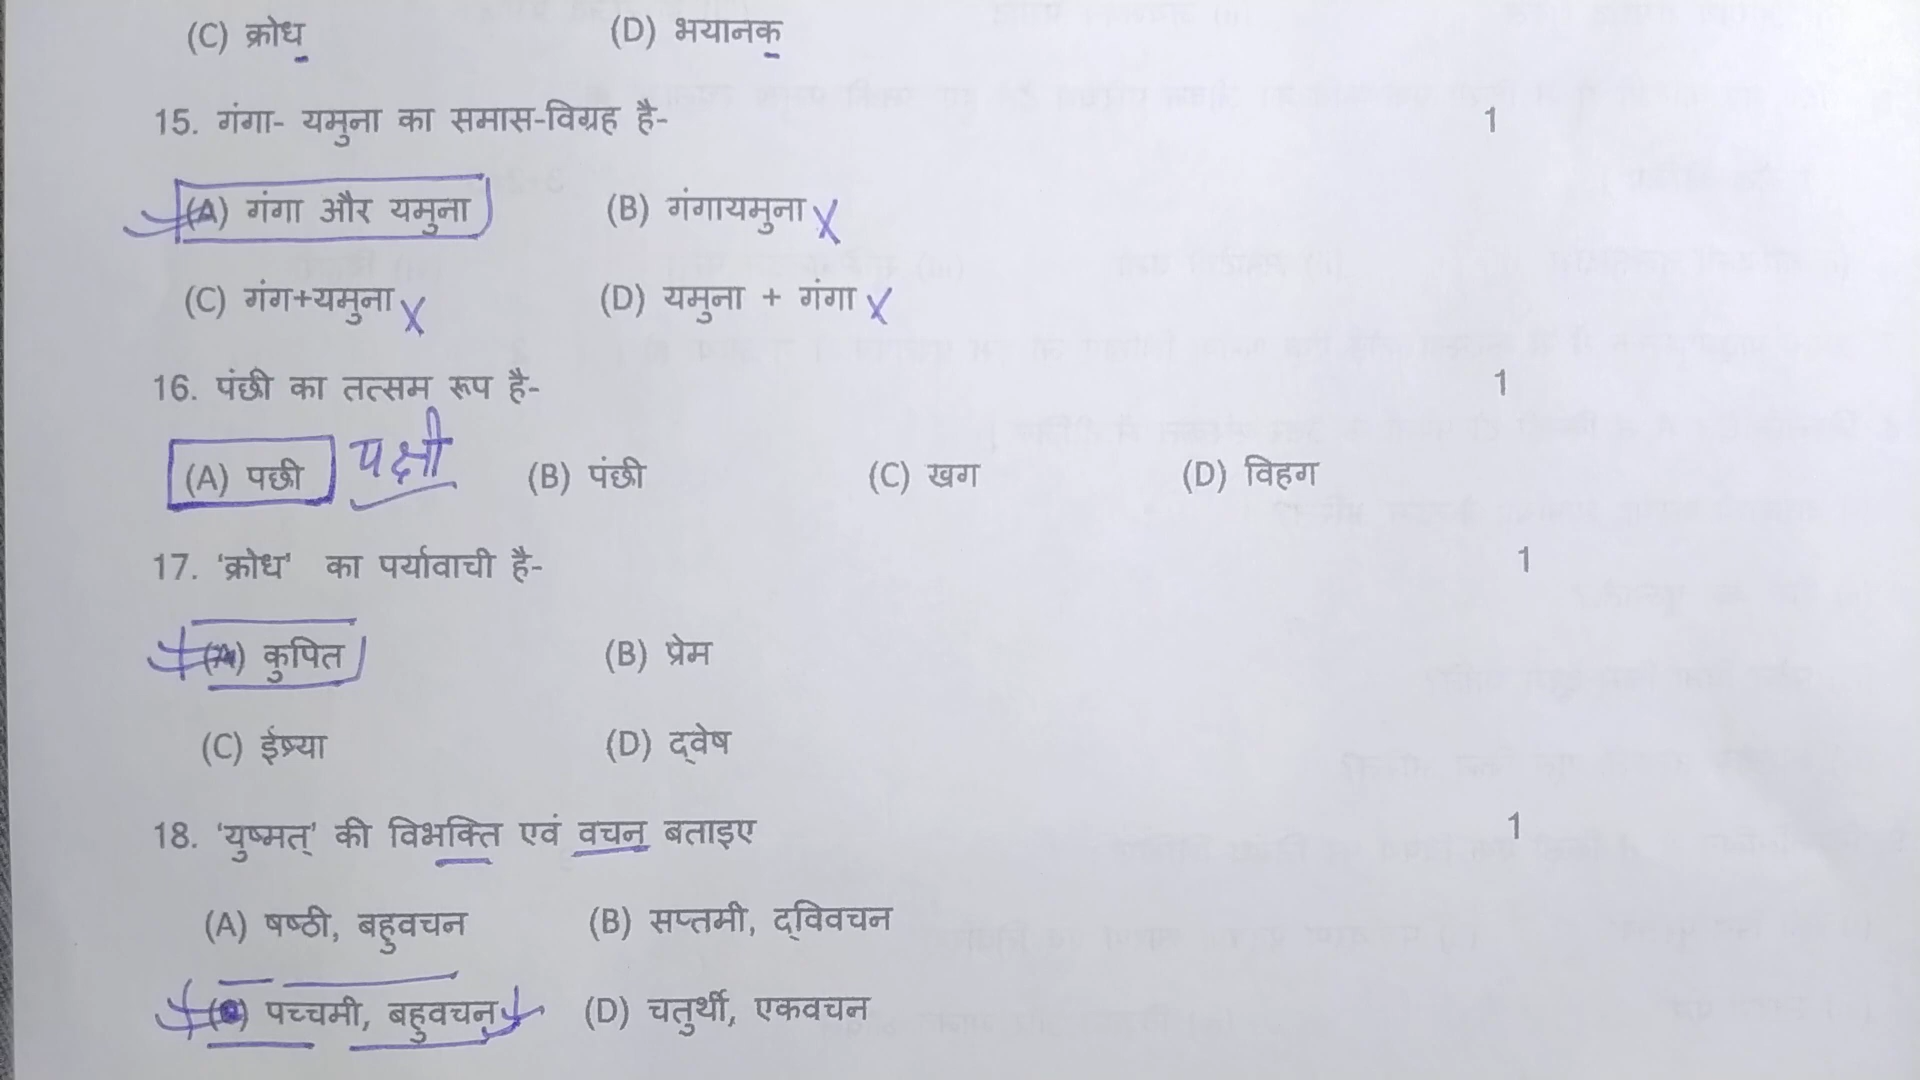 (C) क्रोध (D) भयानक
15. गंगा- यमुना का समास-विग्रह है- 1
(A) गंगा और यमुना (B) गंगायमुना
(C) गंग+यमुना (D) यमुना + गंगा
16. पंछी का तत्सम रूप है- 1
(A) पछी पक्षी (B) पंछी (C) खग (D) विहग
17. 'क्रोध' का पर्यावाची है- 1
(A) कुपित (B) प्रेम
(C) ईष्र्या (D) द्वेष
18. 'युष्मत्' की विभक्ति एवं वचन बताइए 1
(A) षष्ठी, बहुवचन (B) सप्तमी, द्विवचन
(C) पच्चमी, बहुवचन (D) चतुर्थी, एकवचन